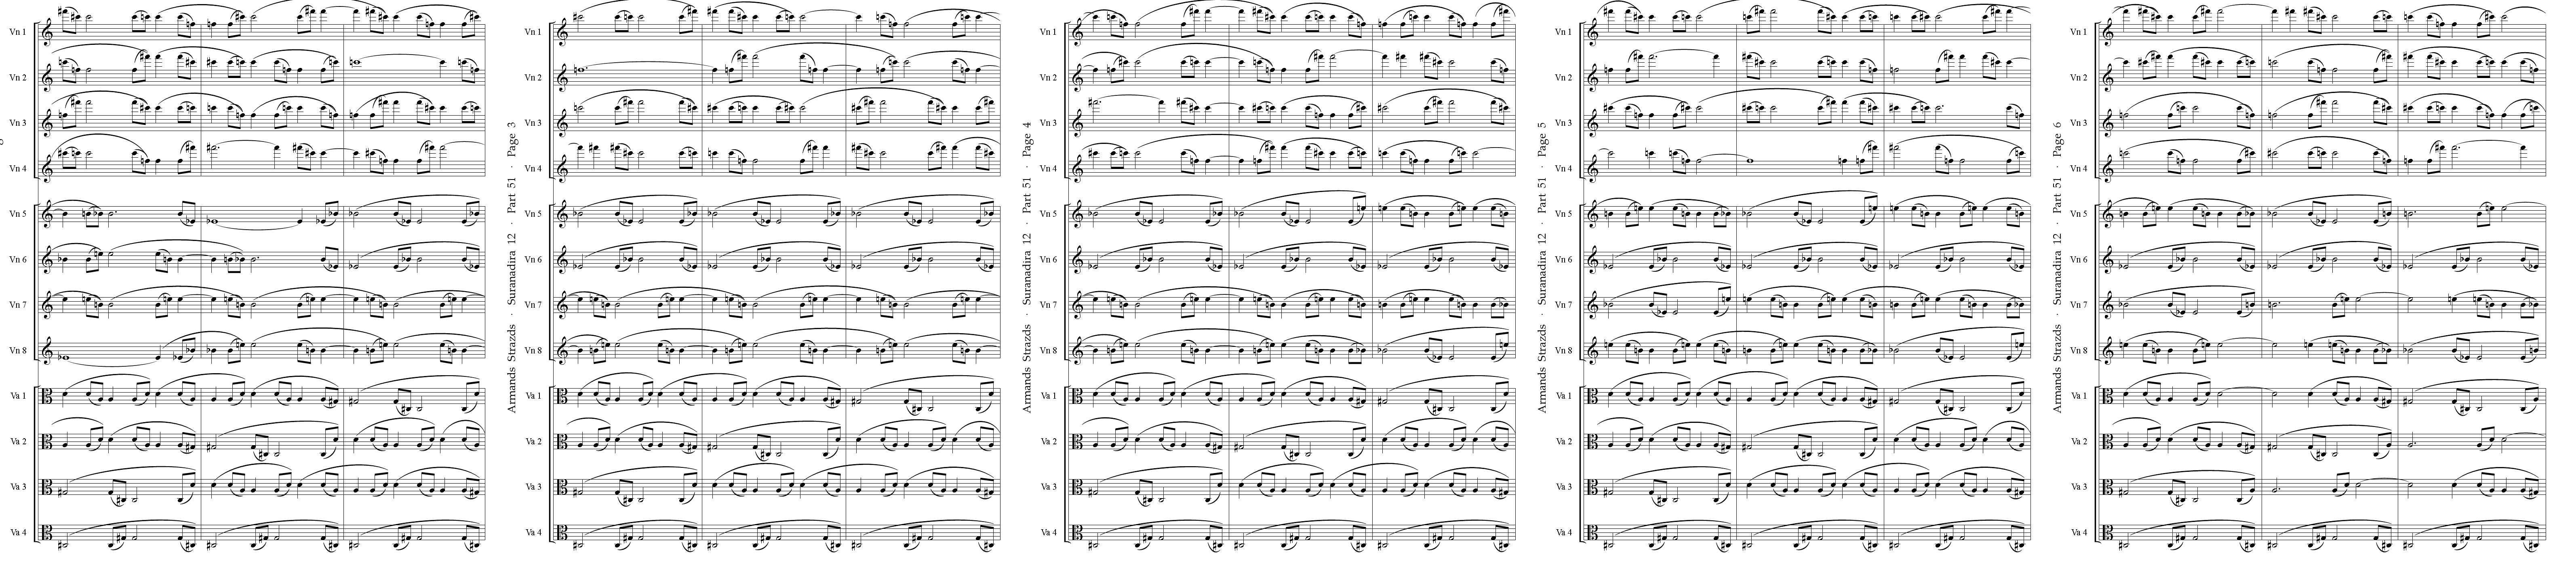 Vn 1
Vn 2
Vn 3
Vn 4
Vn 5
Vn 6
Vn 7
Vn 8
Va 1
Va 2
Va 3
Va 4
Armands Strazds · Suranadira 12 · Part 51 · Page 3
Vn 1
Vn 2
Vn 3
Vn 4
Vn 5
Vn 6
Vn 7
Vn 8
Va 1
Va 2
Va 3
Va 4
Armands Strazds · Suranadira 12 · Part 51 · Page 4
Vn 1
Vn 2
Vn 3
Vn 4
Vn 5
Vn 6
Vn 7
Vn 8
Va 1
Va 2
Va 3
Va 4
Armands Strazds · Suranadira 12 · Part 51 · Page 5
Vn 1
Vn 2
Vn 3
Vn 4
Vn 5
Vn 6
Vn 7
Vn 8
Va 1
Va 2
Va 3
Va 4
Armands Strazds · Suranadira 12 · Part 51 · Page 6
Vn 1
Vn 2
Vn 3
Vn 4
Vn 5
Vn 6
Vn 7
Vn 8
Va 1
Va 2
Va 3
Va 4